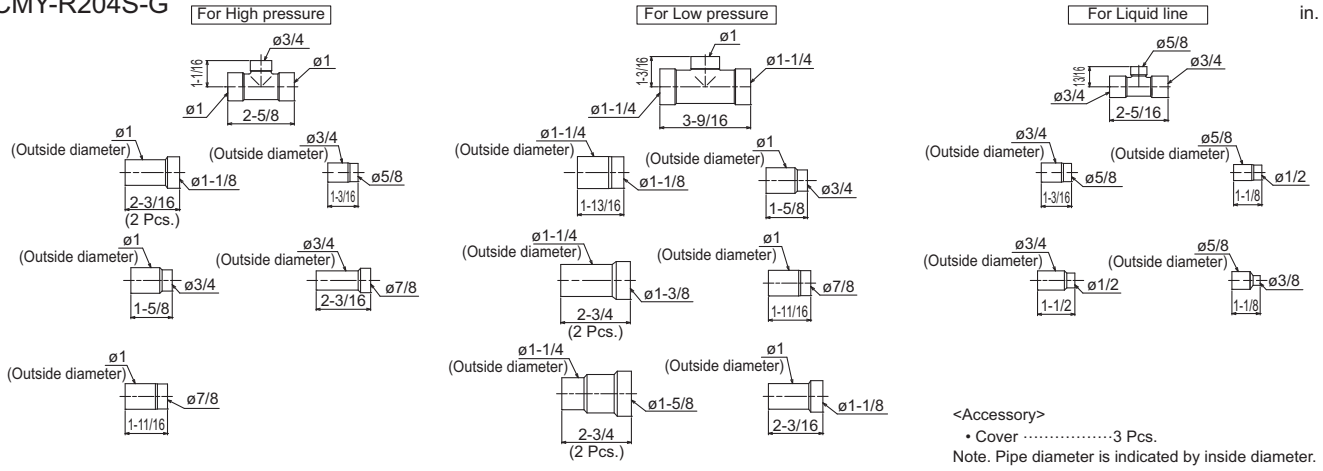 CMY-R204S-G
For High pressure
ø3/4
1-1/16
ø1
ø1
2-5/8
ø1
(Outside diameter)
ø1-1/8
2-3/16
(2 Pcs.)
ø3/4
(Outside diameter)
ø5/8
1-3/16
ø1
(Outside diameter)
ø3/4
1-5/8
ø3/4
(Outside diameter)
ø7/8
2-3/16
ø1
(Outside diameter)
ø7/8
1-11/16
For Low pressure
ø1
1-3/16
ø1-1/4
ø1-1/4
3-9/16
ø1-1/4
(Outside diameter)
ø1-1/8
1-13/16
ø1
(Outside diameter)
ø3/4
1-5/8
ø1-1/4
(Outside diameter)
ø1-3/8
2-3/4
(2 Pcs.)
ø1
(Outside diameter)
ø7/8
1-11/16
ø1-1/4
(Outside diameter)
ø1-5/8
2-3/4
(2 Pcs.)
ø1
(Outside diameter)
ø1-1/8
2-3/16
For Liquid line
in.
ø5/8
13/16
ø3/4
ø3/4
2-5/16
ø3/4
(Outside diameter)
ø5/8
1-3/16
ø5/8
(Outside diameter)
ø1/2
1-1/8
ø3/4
(Outside diameter)
ø1/2
1-1/2
ø5/8
(Outside diameter)
ø3/8
1-1/8
<Accessory>
• Cover ················3 Pcs.
Note. Pipe diameter is indicated by inside diameter.